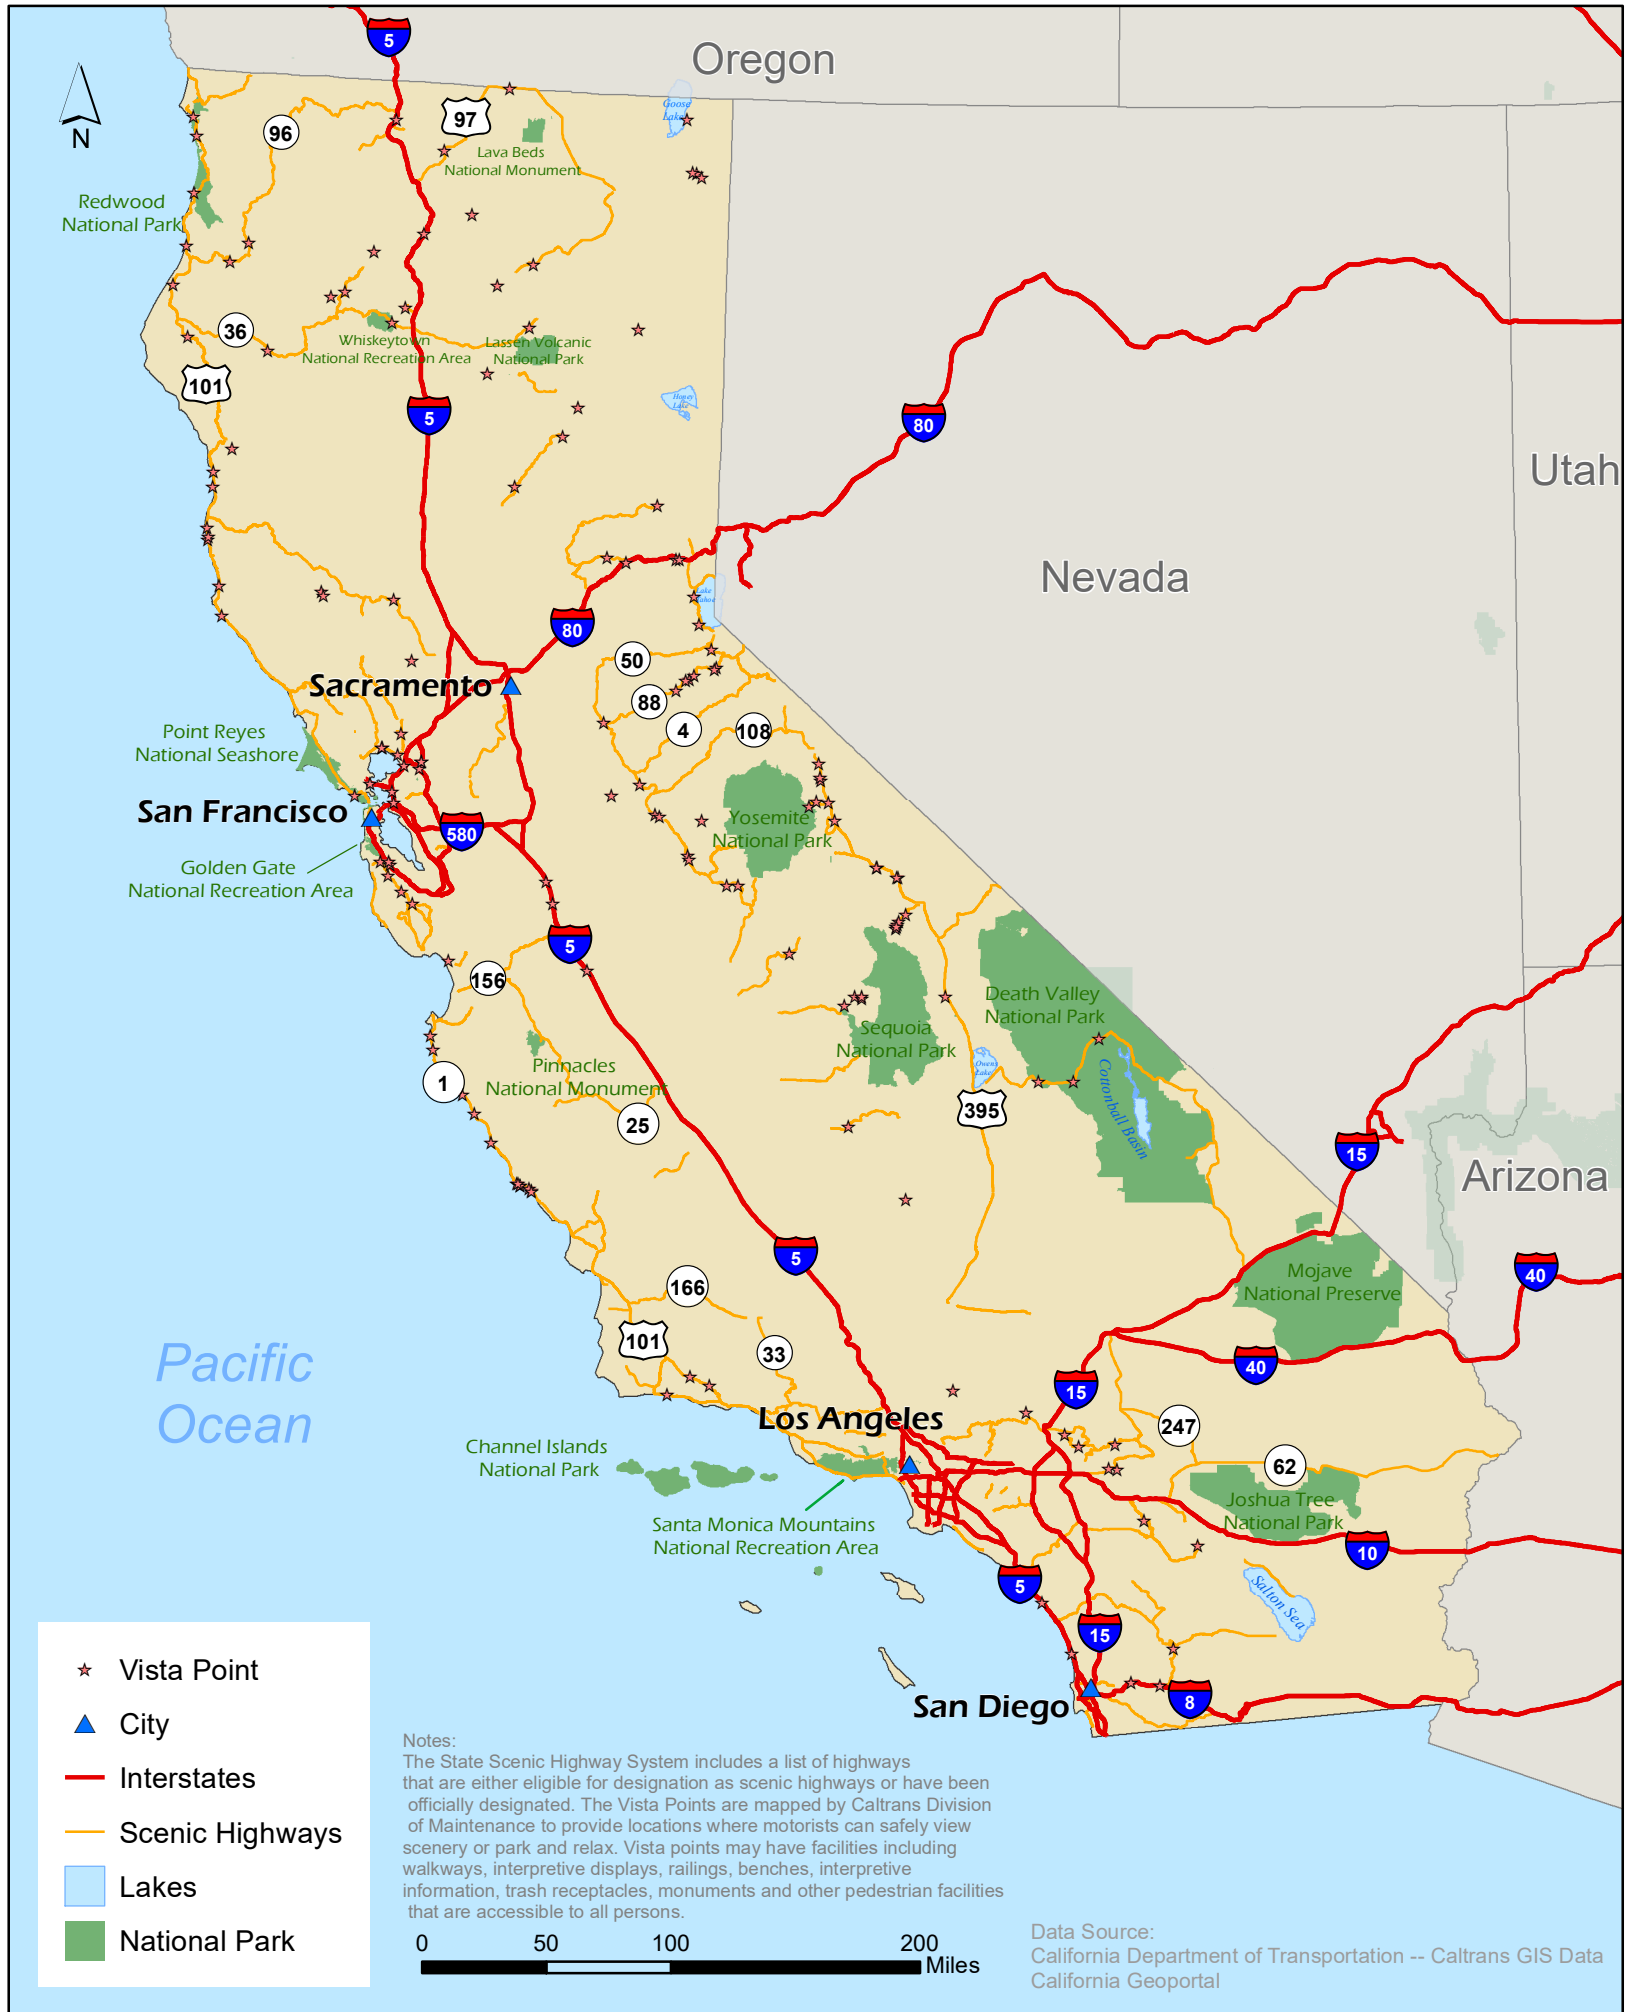 5
Oregon
Goose
Lake
97
96
N
Lava Beds
National Monument
Redwood
National Park
36
Whiskeytown
National Recreation Area
Lassen Volcanic
National Park
101
5
Honey
Lake
80
Utah
Nevada
Lake
Tahoe
80
50
Sacramento
88
4
108
Point Reyes
National Seashore
San Francisco
580
Yosemite
National Park
Golden Gate
National Recreation Area
5
156
Death Valley
National Park
Sequoia
National Park
Owens
Lake
Pinnacles
National Monument
1
25
395
Cottonball Basin
15
Arizona
5
166
Mojave
National Preserve
40
101
33
40
Pacific
Ocean
15
Los Angeles
247
Channel Islands
National Park
62
Joshua Tree
National Park
Santa Monica Mountains
National Recreation Area
10
5
Salton Sea
15
San Diego
8
Vista Point
City
Interstates
Scenic Highways
Lakes
National Park
Notes:
The State Scenic Highway System includes a list of highways
that are either eligible for designation as scenic highways or have been
officially designated. The Vista Points are mapped by Caltrans Division
of Maintenance to provide locations where motorists can safely view
scenery or park and relax. Vista points may have facilities including
walkways, interpretive displays, railings, benches, interpretive
information, trash receptacles, monuments and other pedestrian facilities
that are accessible to all persons.
0 50 100 200
Miles
Data Source:
California Department of Transportation -- Caltrans GIS Data
California Geoportal